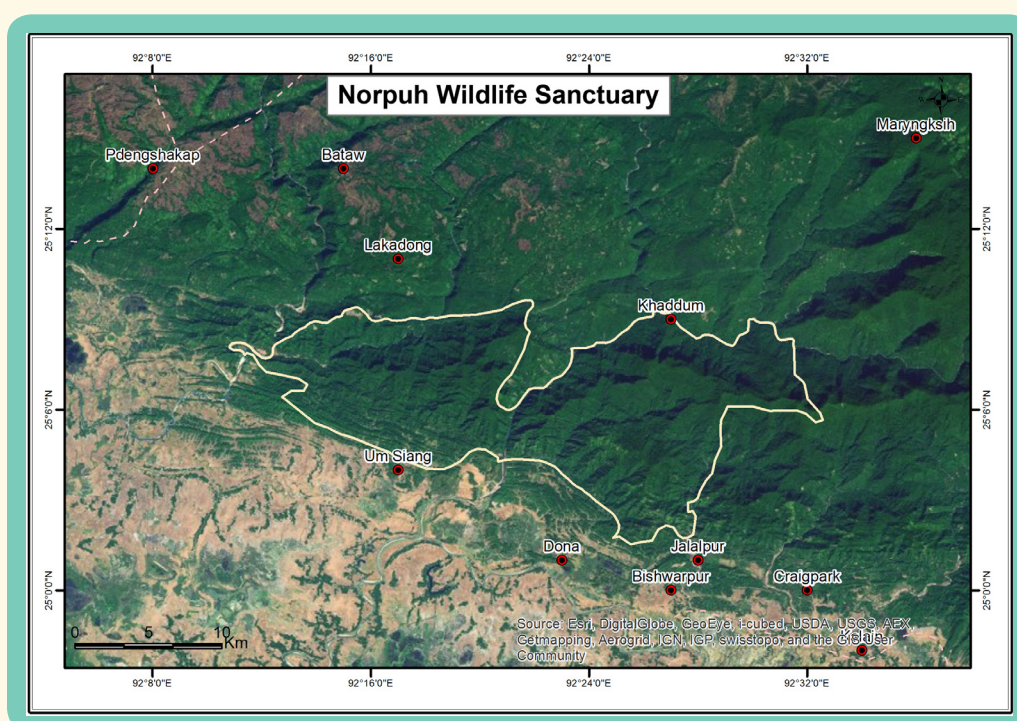 92°8'0"E 92°16'0"E 92°24'0"E 92°32'0"E
Norpuh Wildlife Sanctuary
Maryngksih
Pdengshakap
Bataw
25°12'0"N 25°12'0"N
Lakadong
Khaddum
25°6'0"N 25°6'0"N
Um Siang
Dona
Jalalpur
Bishwarpur
Craigpark
25°0'0"N 25°0'0"N
0 5 10
Km
Source: Esri, DigitalGlobe, GeoEye, i-cubed, USDA, USGS, AEX,
Getmapping, Aerogrid, IGN, IGP, swisstopo, and the GIS User
Community
92°8'0"E 92°16'0"E 92°24'0"E 92°32'0"E